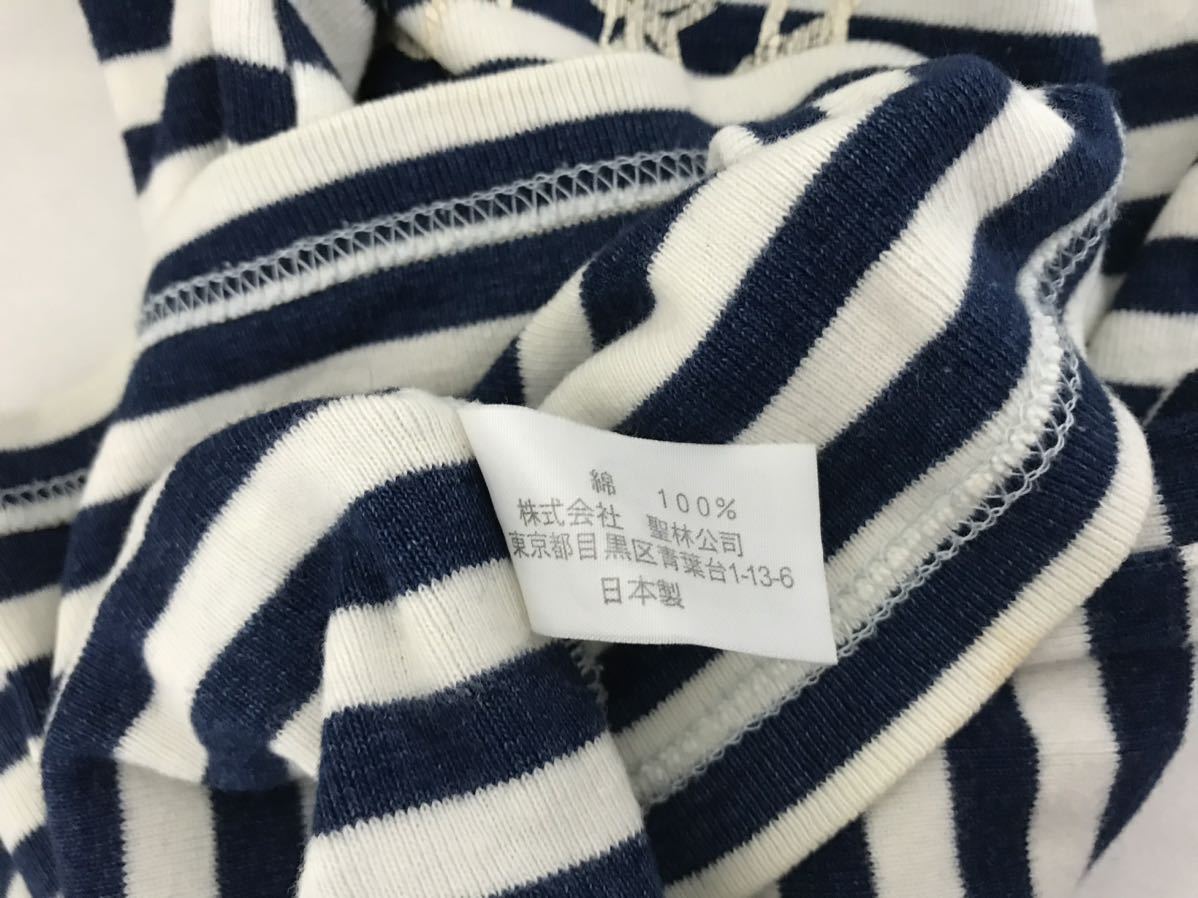 綿 100%
株式会社 聖林公司
東京都目黒区青葉台1-13-6
日本製